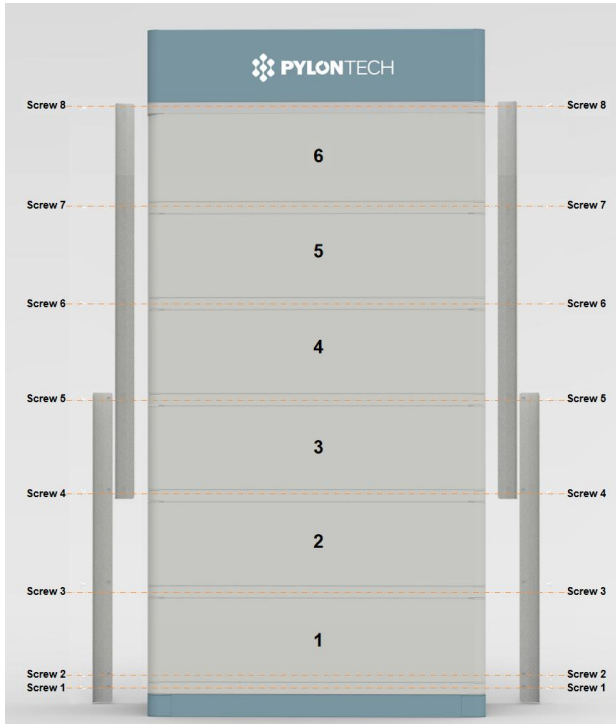 PYLONTECH
Screw 8 Screw 8
6
Screw 7 Screw 7
5
Screw 6 Screw 6
4
Screw 5 Screw 5
3
Screw 4 Screw 4
2
Screw 3 Screw 3
1
Screw 2 Screw 2
Screw 1 Screw 1